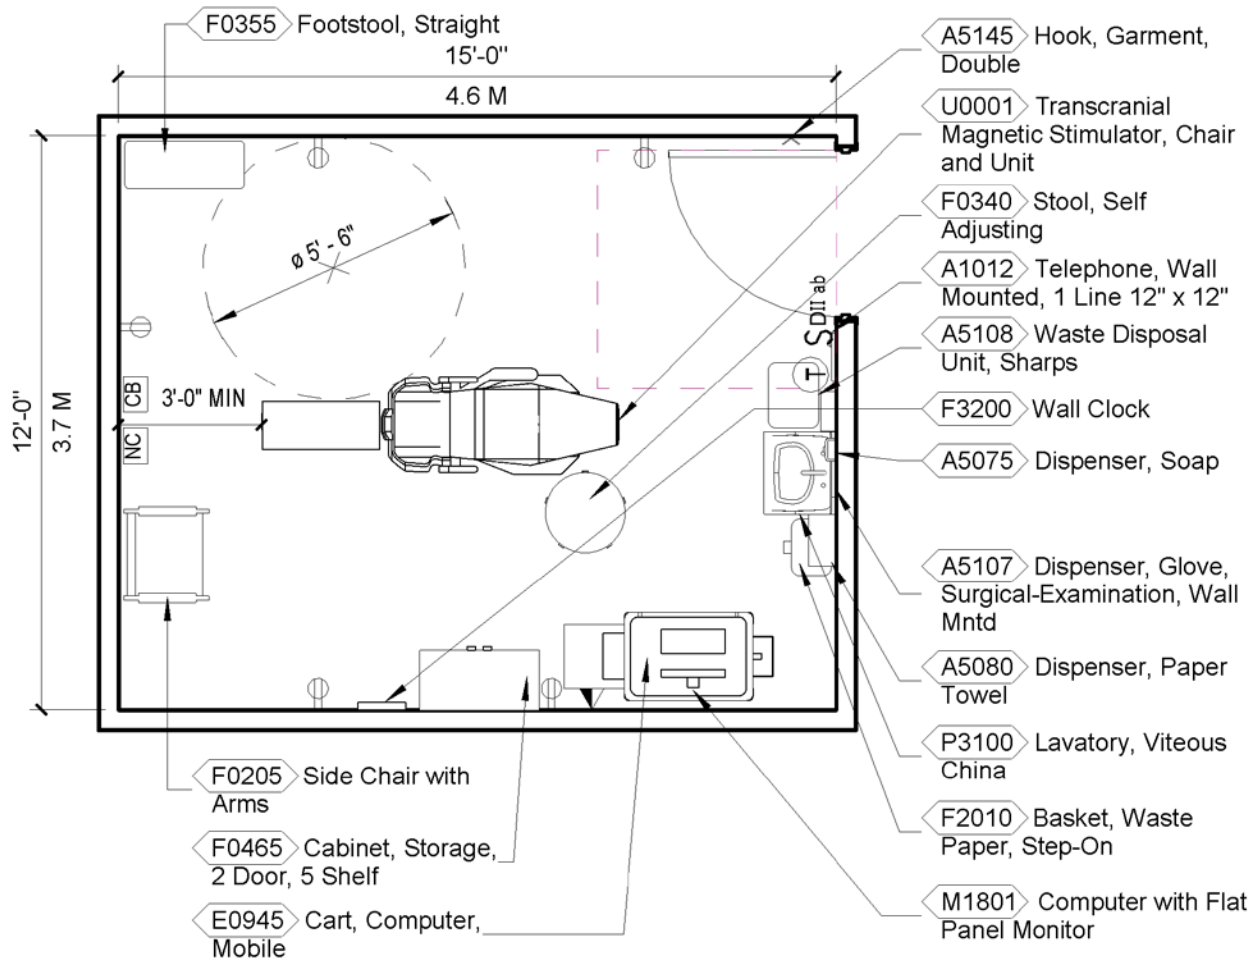 F0355 Footstool, Straight
15'-0"
4.6 M
A5145 Hook, Garment,
Double
U0001 Transcranial
Magnetic Stimulator, Chair
and Unit
F0340 Stool, Self
Adjusting
A1012 Telephone, Wall
Mounted, 1 Line 12" x 12"
A5108 Waste Disposal
Unit, Sharps
F3200 Wall Clock
A5075 Dispenser, Soap
A5107 Dispenser, Glove,
Surgical-Examination, Wall
Mntd
A5080 Dispenser, Paper
Towel
P3100 Lavatory, Viteous
China
F2010 Basket, Waste
Paper, Step-On
M1801 Computer with Flat
Panel Monitor
ø 5' - 6"
S DII ab
T
CB
3'-0" MIN
NC
12'-0"
3.7 M
F0205 Side Chair with
Arms
F0465 Cabinet, Storage,
2 Door, 5 Shelf
E0945 Cart, Computer,
Mobile